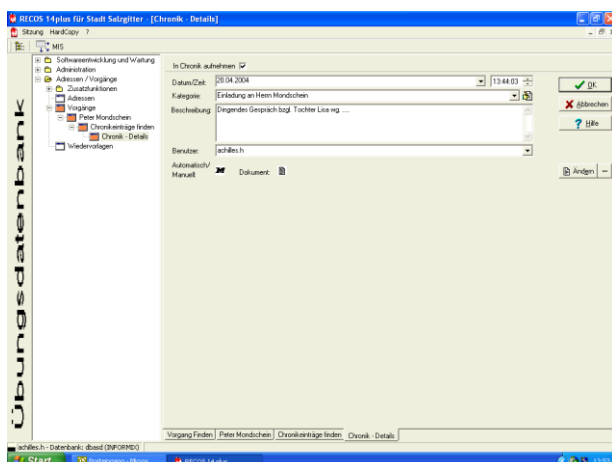 RECOS 14plus für Stadt Salzgitter - [Chronik - Details]
Sitzung HardCopy ?
MIS
Softwareentwicklung und Wartung
Administration
Adressen / Vorgänge
Zusatzfunktionen
Adressen
Vorgänge
Peter Mondschein
Chronikeinträge finden
Chronik - Details
Wiedervorlagen
Übungsdatenbank
In Chronik aufnehmen
Datum/Zeit: 28.04.2004 13:44:03
Kategorie: Einladung an Herrn Mondschein
Beschreibung: Dringendes Gespräch bzgl. Tochter Lisa wg. ....
Benutzer: achilles.h
Automatisch/
Manuell: M Dokument:
OK
Abbrechen
? Hilfe
Ändern
Vorgang Finden Peter Mondschein Chronikeinträge finden Chronik - Details
achilles.h - Datenbank: dbasd (INFORMIX)
Start RECOS 14 plus